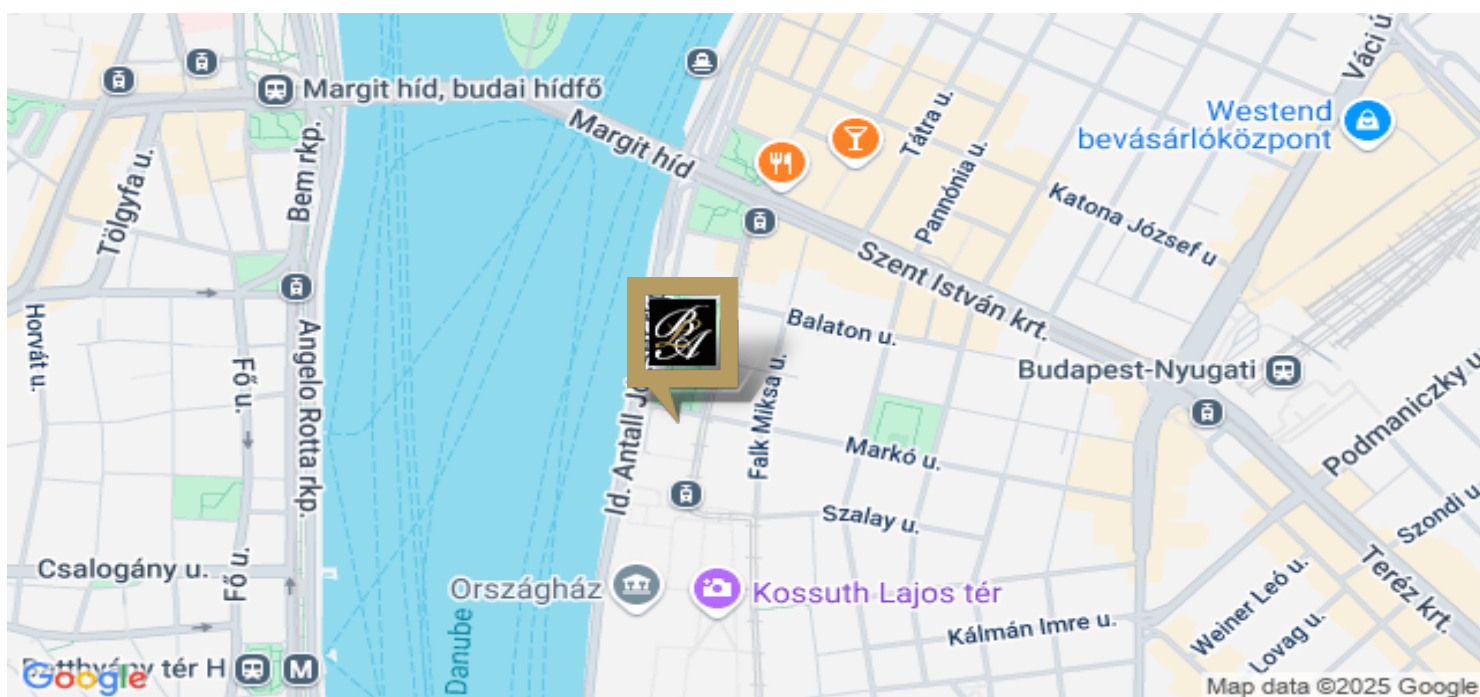 Margit híd, budai hídfő
Margit híd
Tölgyfa u.
Bem rkp.
Tátra u.
Pannónia u.
Váci ú
Westend
bevásárlóközpont
Katona József u
Szent István krt.
Horvát u.
Fő u.
Angelo Rotta rkp.
Balaton u.
Falk Miksa u.
Budapest-Nyugati
Podmaniczky u
Id. Antall Jó
Markó u.
Szalay u.
Szondi u
Csalogány u.
Fő u.
Országház
Kossuth Lajos tér
Kálmán Imre u.
Weiner Leó u.
Lovag u.
Teréz krt.
Danube
tér H
M
Google
Map data ©2025 Google